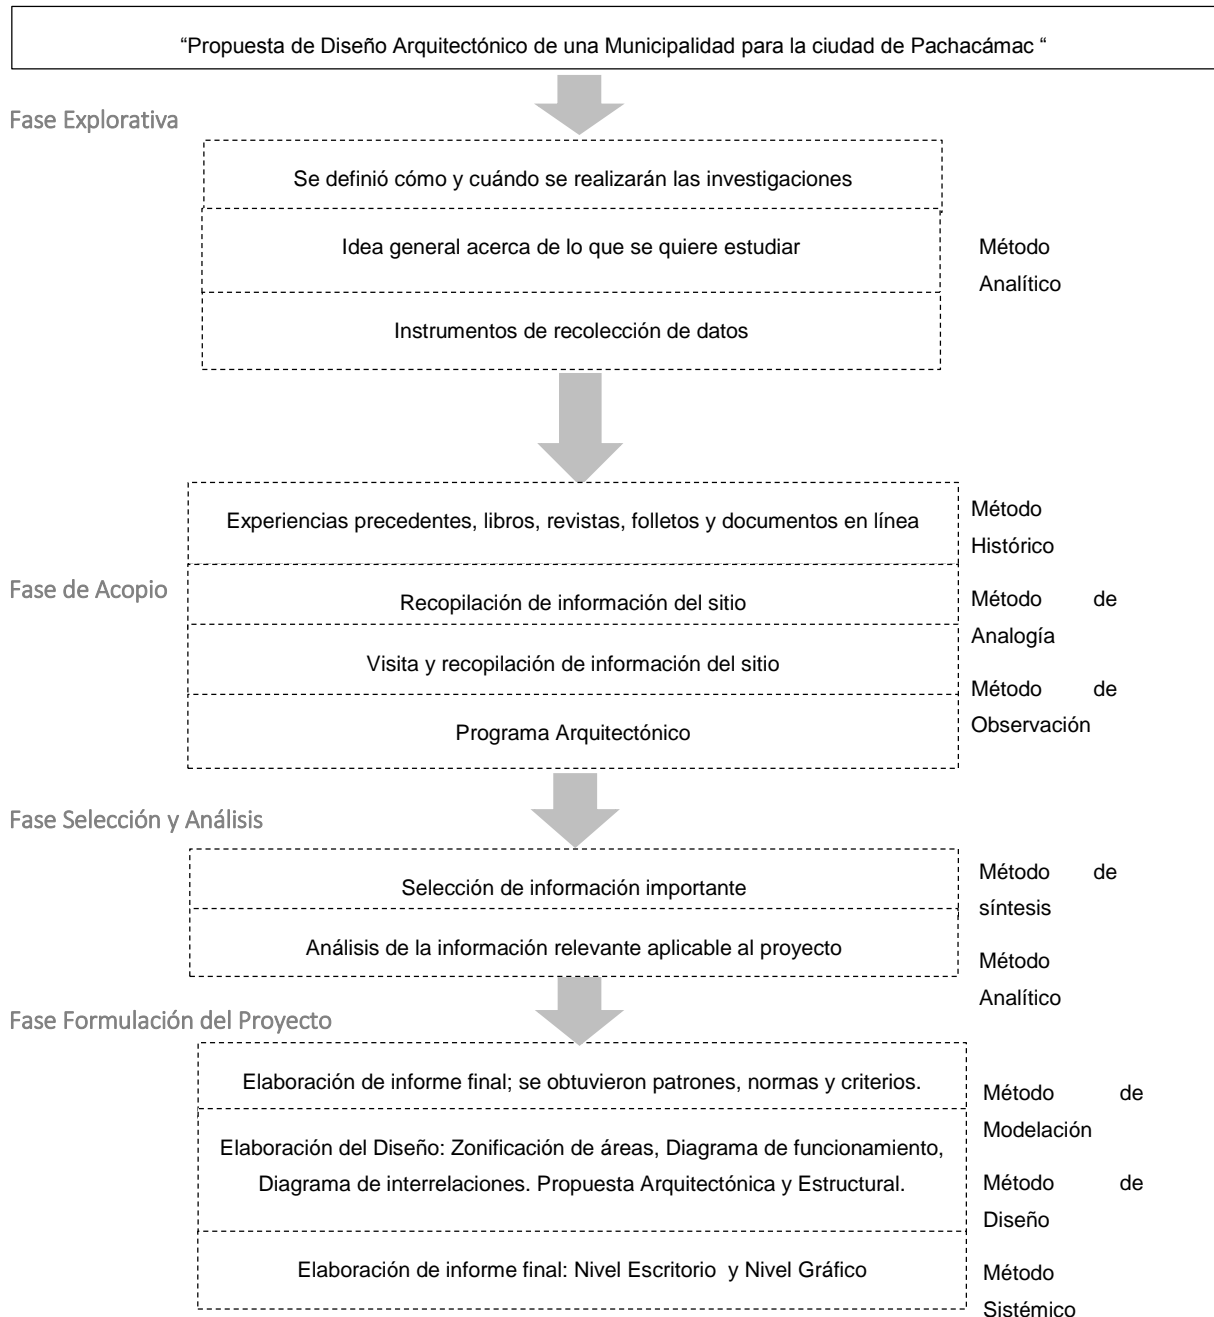 “Propuesta de Diseño Arquitectónico de una Municipalidad para la ciudad de Pachacámac “
Fase Explorativa
Se definió cómo y cuándo se realizarán las investigaciones
Idea general acerca de lo que se quiere estudiar
Método
Analítico
Instrumentos de recolección de datos
Experiencias precedentes, libros, revistas, folletos y documentos en línea
Método
Histórico
Fase de Acopio
Recopilación de información del sitio
Método de
Analogía
Visita y recopilación de información del sitio
Método de
Observación
Programa Arquitectónico
Fase Selección y Análisis
Selección de información importante
Método de
síntesis
Análisis de la información relevante aplicable al proyecto
Método
Analítico
Fase Formulación del Proyecto
Elaboración de informe final; se obtuvieron patrones, normas y criterios.
Método de
Modelación
Elaboración del Diseño: Zonificación de áreas, Diagrama de funcionamiento,
Diagrama de interrelaciones. Propuesta Arquitectónica y Estructural.
Método de
Diseño
Elaboración de informe final: Nivel Escritorio y Nivel Gráfico
Método
Sistémico